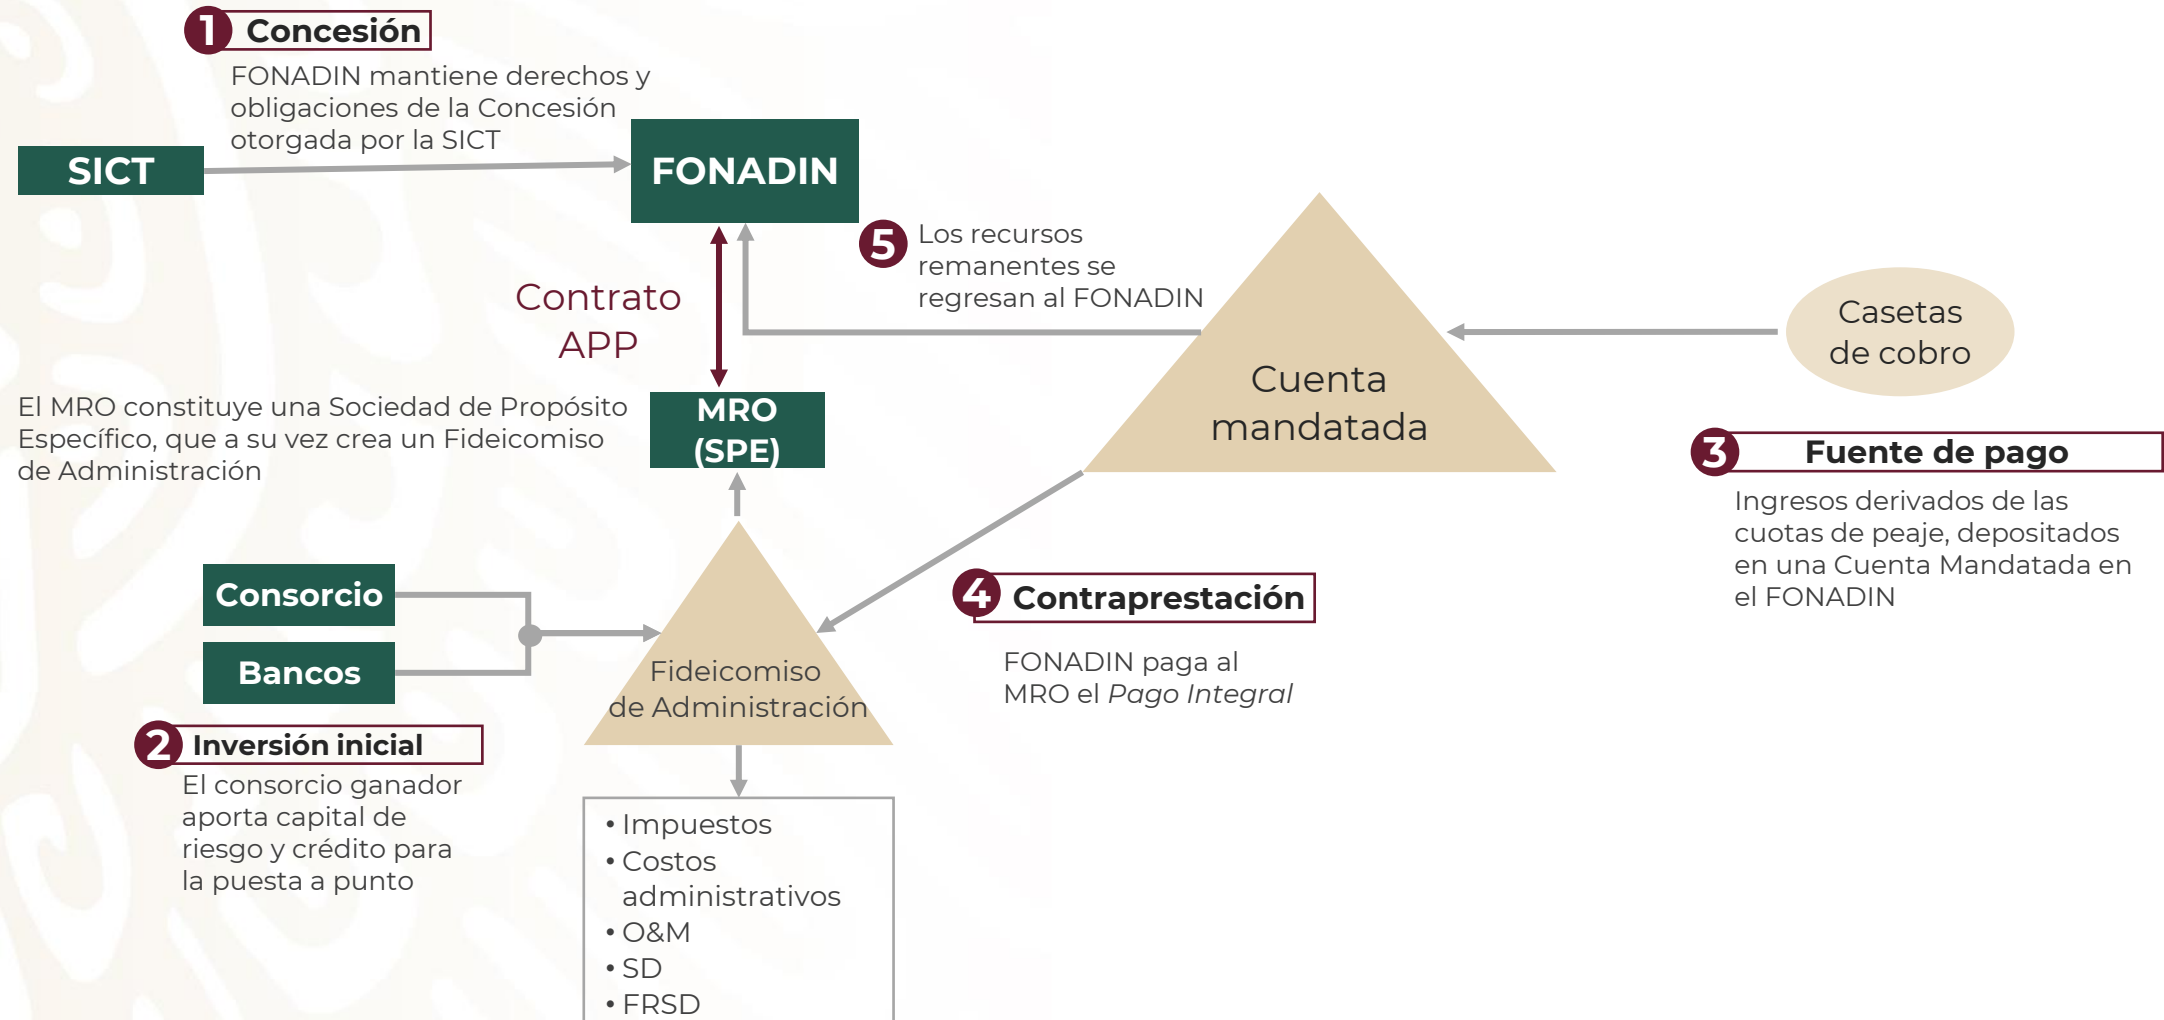 1 Concesión
FONADIN mantiene derechos y
obligaciones de la Concesión
otorgada por la SICT
SICT
FONADIN
5 Los recursos
remanentes se
regresan al FONADIN
Contrato
APP
Casetas
de cobro
Cuenta
mandatada
El MRO constituye una Sociedad de Propósito
Específico, que a su vez crea un Fideicomiso
de Administración
MRO
(SPE)
3 Fuente de pago
Ingresos derivados de las
cuotas de peaje, depositados
en una Cuenta Mandatada en
el FONADIN
Consorcio
Bancos
4 Contraprestación
FONADIN paga al
MRO el Pago Integral
Fideicomiso
de Administración
2 Inversión inicial
El consorcio ganador
aporta capital de
riesgo y crédito para
la puesta a punto
• Impuestos
• Costos
administrativos
• O&M
• SD
• FRSD